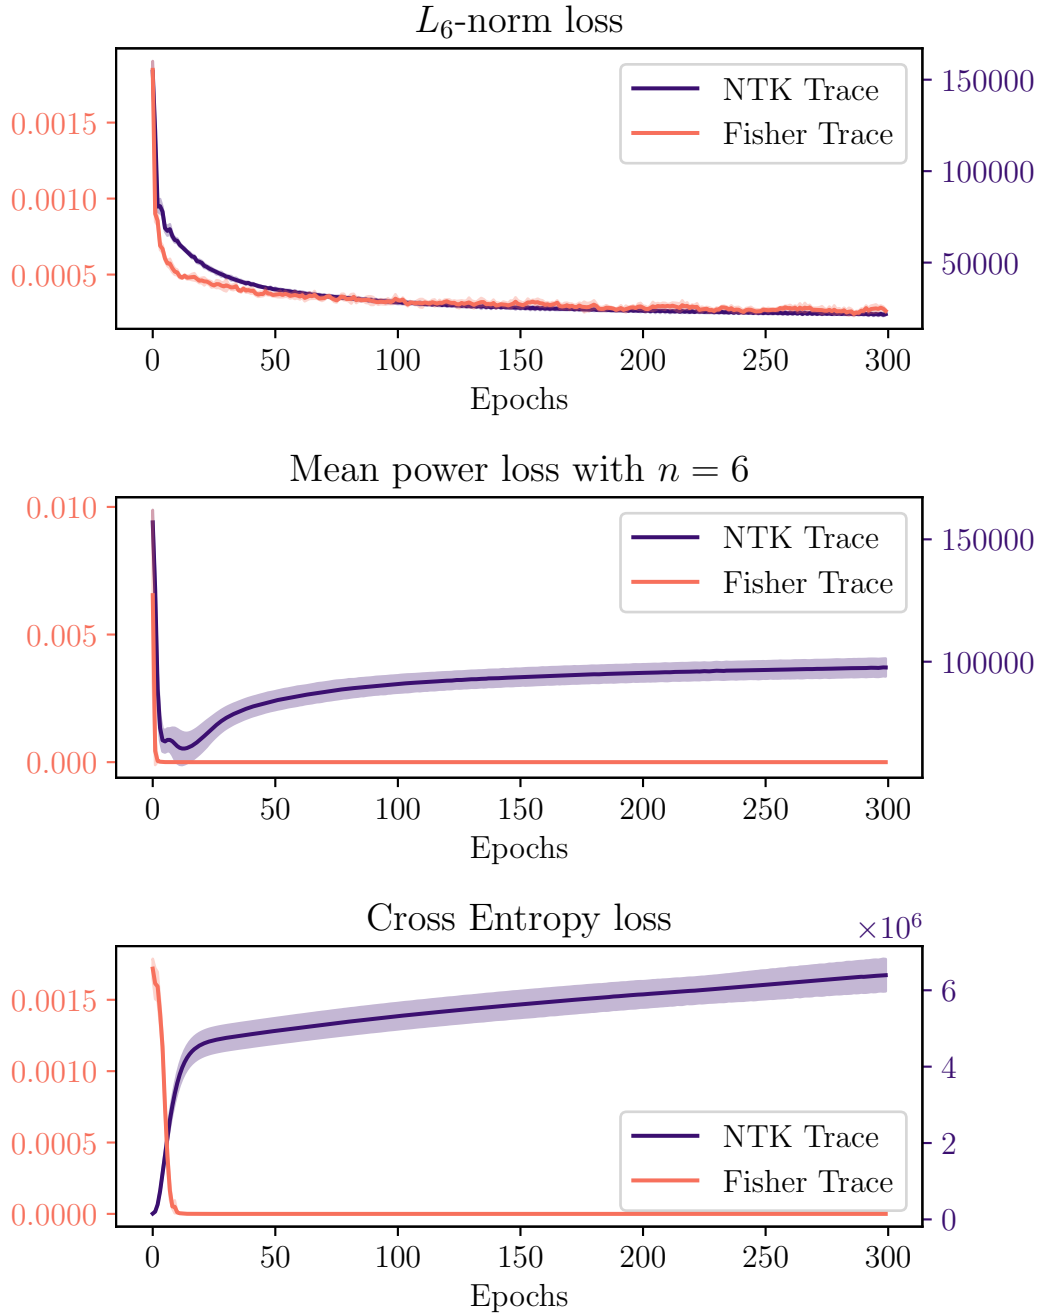 L₆-norm loss
NTK Trace
Fisher Trace
0.0015
0.0010
0.0005
150000
100000
50000
0 50 100 150 200 250 300
Epochs
Mean power loss with n = 6
NTK Trace
Fisher Trace
0.010
0.005
0.000
150000
100000
0 50 100 150 200 250 300
Epochs
Cross Entropy loss
×10⁶
0.0015
0.0010
0.0005
0.0000
6
4
2
0
NTK Trace
Fisher Trace
0 50 100 150 200 250 300
Epochs